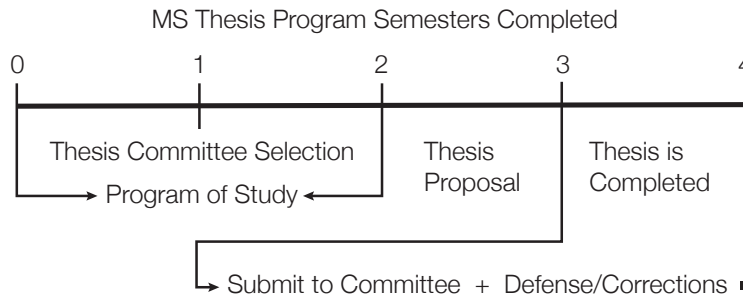 MS Thesis Program Semesters Completed
0 1 2 3 4
Thesis Committee Selection
Program of Study
Thesis
Proposal
Thesis is
Completed
Submit to Committee + Defense/Corrections